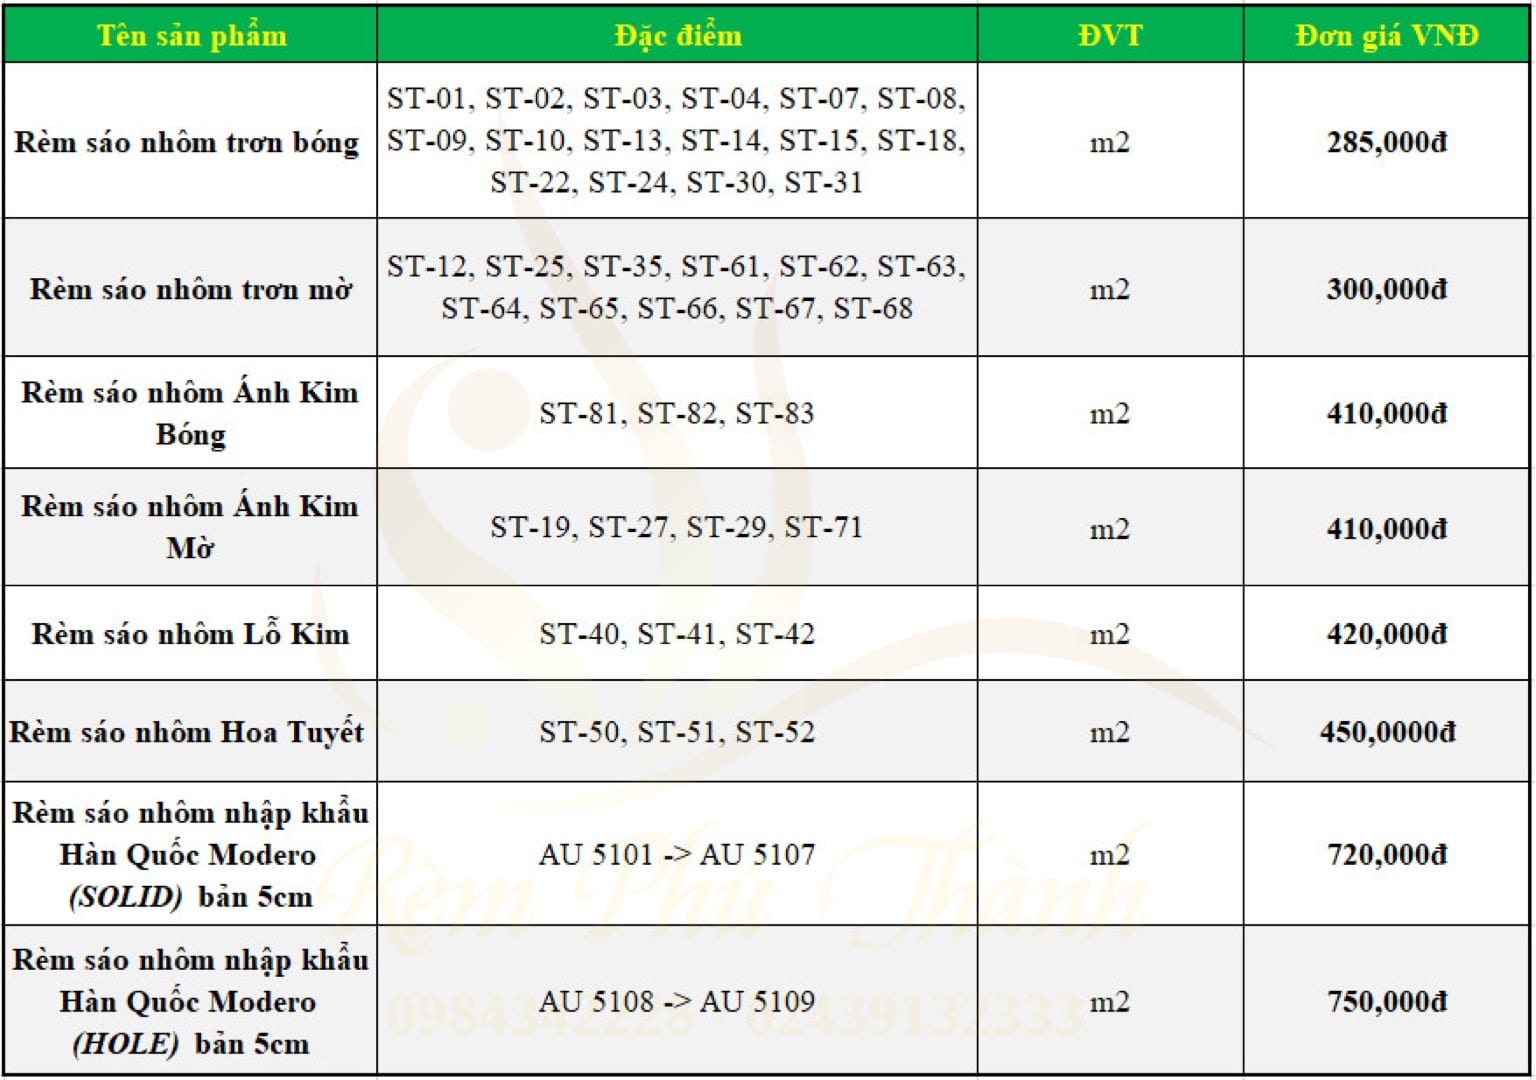 Tên sản phẩm Đặc điểm ĐVT Đơn giá VNĐ
Rèm sáo nhôm trơn bóng
ST-01, ST-02, ST-03, ST-04, ST-07, ST-08,
ST-09, ST-10, ST-13, ST-14, ST-15, ST-18,
ST-22, ST-24, ST-30, ST-31
m2
285,000đ
Rèm sáo nhôm trơn mờ
ST-12, ST-25, ST-35, ST-61, ST-62, ST-63,
ST-64, ST-65, ST-66, ST-67, ST-68
m2
300,000đ
Rèm sáo nhôm Ánh Kim
Bóng
ST-81, ST-82, ST-83
m2
410,000đ
Rèm sáo nhôm Ánh Kim
Mờ
ST-19, ST-27, ST-29, ST-71
m2
410,000đ
Rèm sáo nhôm Lỗ Kim
ST-40, ST-41, ST-42
m2
420,000đ
Rèm sáo nhôm Hoa Tuyết
ST-50, ST-51, ST-52
m2
450,0000đ
Rèm sáo nhôm nhập khẩu
Hàn Quốc Modero
(SOLID) bản 5cm
AU 5101 -> AU 5107
m2
720,000đ
Rèm sáo nhôm nhập khẩu
Hàn Quốc Modero
(HOLE) bản 5cm
AU 5108 -> AU 5109
m2
750,000đ
Rèm Phú Thành
0984342228 - 02439132333